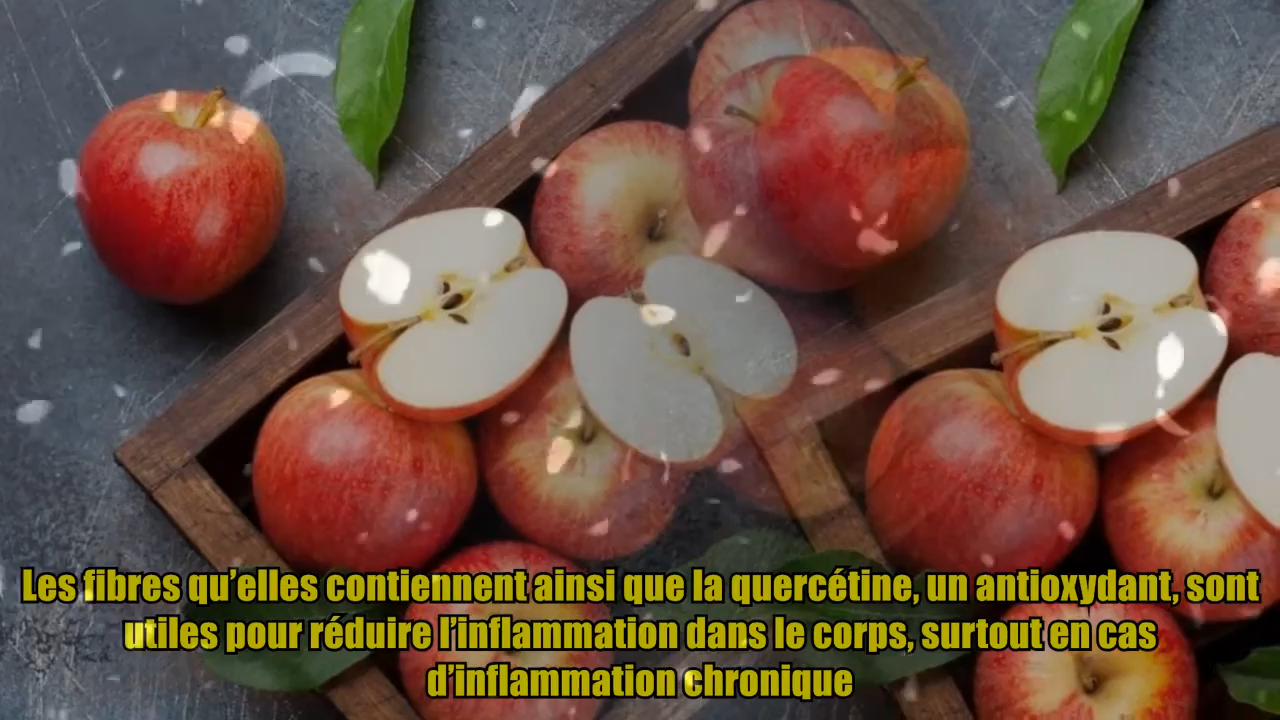 Les fibres qu’elles contiennent ainsi que la quercétine, un antioxydant, sont
utiles pour réduire l’inflammation dans le corps, surtout en cas
d’inflammation chronique